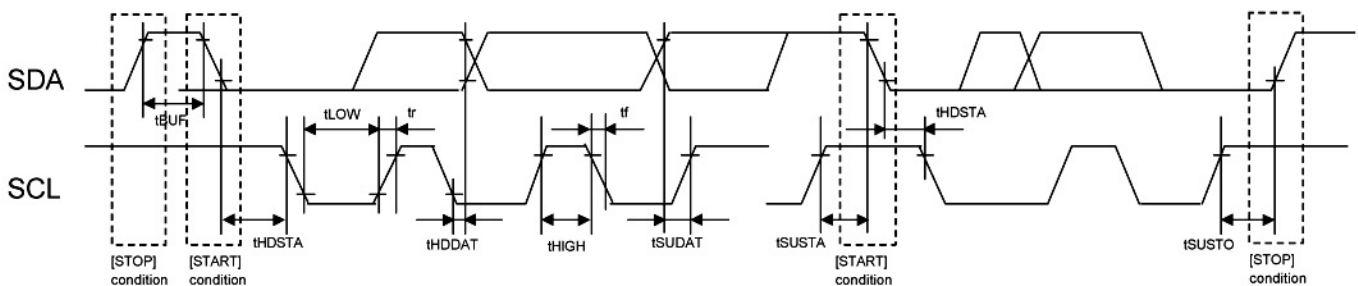 SDA
tBUF
tLOW
tr
tf
tHDSTA
SCL
tHDSTA
tHDDAT
tHIGH
tSUDAT
tSUSTA
tSUSTO
[STOP]
condition
[START]
condition
[START]
condition
[STOP]
condition